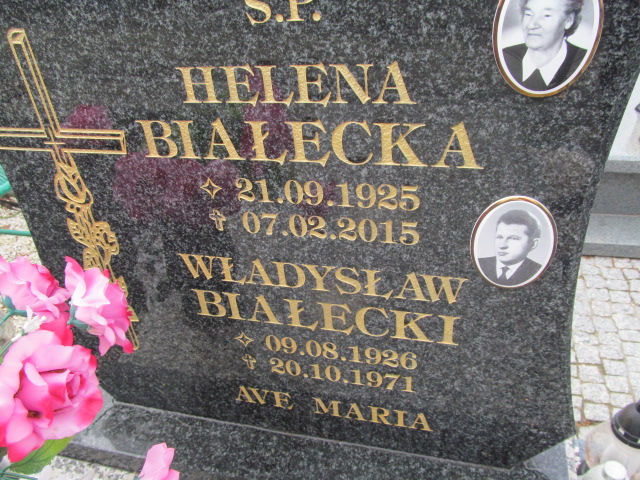 Ś.P.
HELENA
BIAŁECKA
21.09.1925
07.02.2015
WŁADYSŁAW
BIAŁECKI
09.08.1926
20.10.1971
AVE MARIA